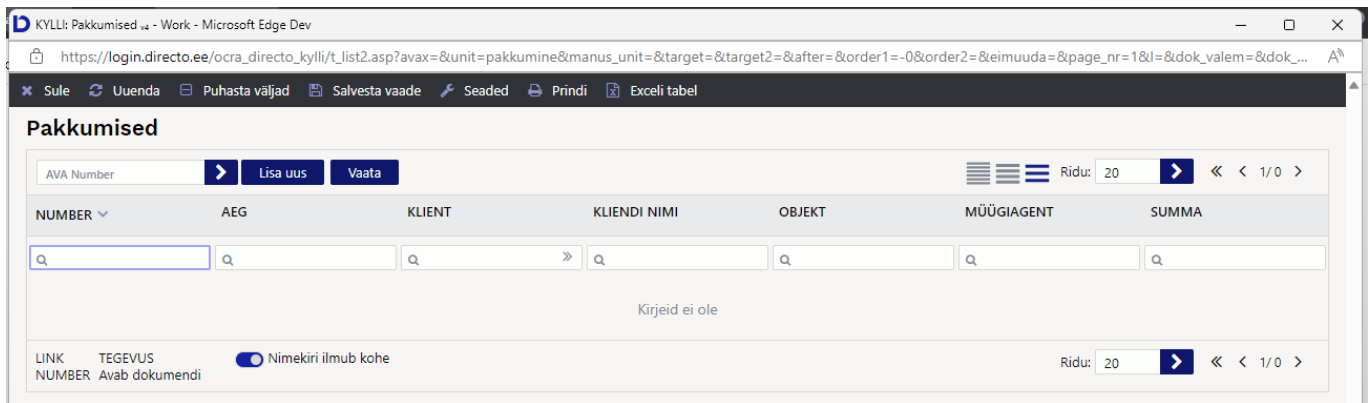 KYLLI: Pakkumised v4 - Work - Microsoft Edge Dev
https://login.directo.ee/ocra_directo_kylli/t_list2.asp?avax=&unit=pakkumine&manus_unit=&target=&target2=&after=&order1=-0&order2=&eimuuda=&page_nr=1&l=&dok_valem=&dok_...
Sule Uuenda Puhasta väljad Salvesta vaade Seaded Prindi Exceli tabel
Pakkumised
AVA Number Lisa uus Vaata Ridu: 20 1/ 0
NUMBER AEG KLIENT KLIENDI NIMI OBJEKT MÜÜGIAGENT SUMMA
Kirjeid ei ole
LINK TEGEVUS Nimekiri ilmub kohe Ridu: 20 1/ 0
NUMBER Avab dokumendi